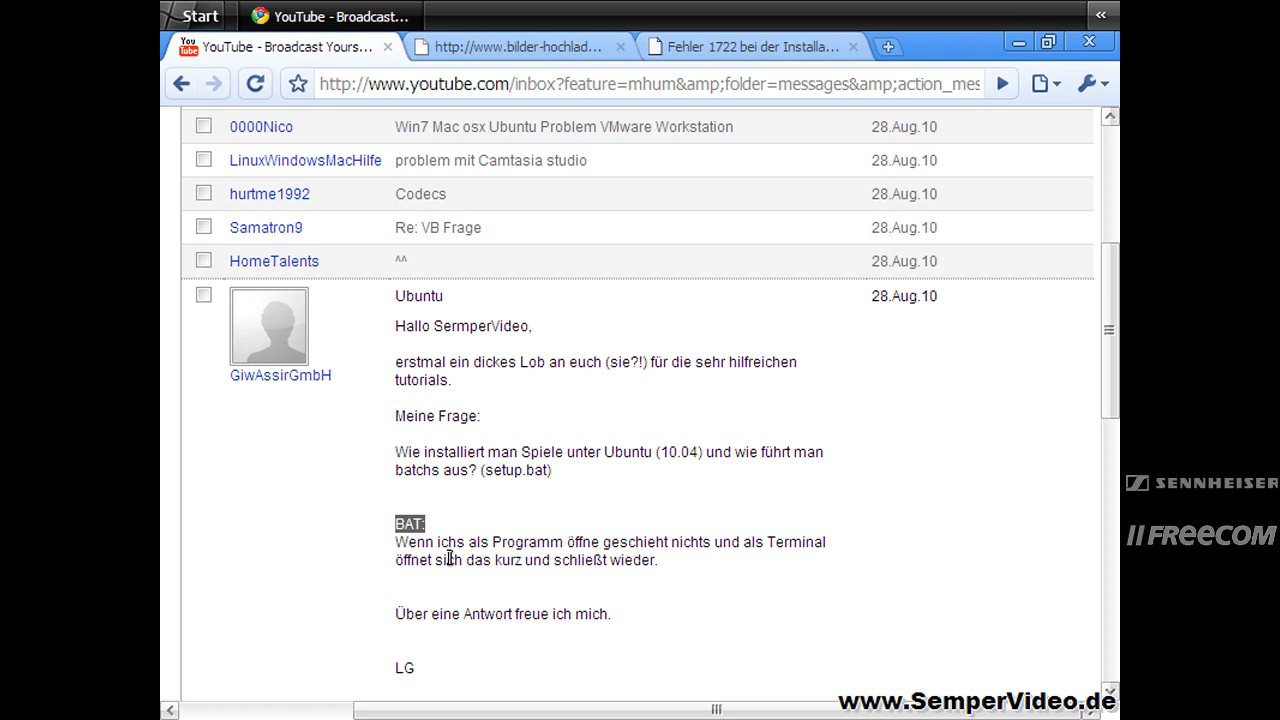 Start
YouTube - Broadcast...
«
YouTube - Broadcast Yours...
http://www.bilder-hochlad...
Fehler 1722 bei der Installa...
http://www.youtube.com/inbox?feature=mhum&amp;folder=messages&amp;action_mes
0000Nico Win7 Mac osx Ubuntu Problem VMware Workstation 28.Aug.10
LinuxWindowsMacHilfe problem mit Camtasia studio 28.Aug.10
hurtme1992 Codecs 28.Aug.10
Samatron9 Re: VB Frage 28.Aug.10
HomeTalents ^^ 28.Aug.10
Ubuntu 28.Aug.10
GiwAssirGmbH
Hallo SermperVideo,
erstmal ein dickes Lob an euch (sie?!) für die sehr hilfreichen
tutorials.
Meine Frage:
Wie installiert man Spiele unter Ubuntu (10.04) und wie führt man
batchs aus? (setup.bat)
BAT:
Wenn ichs als Programm öffne geschieht nichts und als Terminal
öffnet sich das kurz und schließt wieder.
Über eine Antwort freue ich mich.
LG
SENNHEISER
FREECOM
www.SemperVideo.de